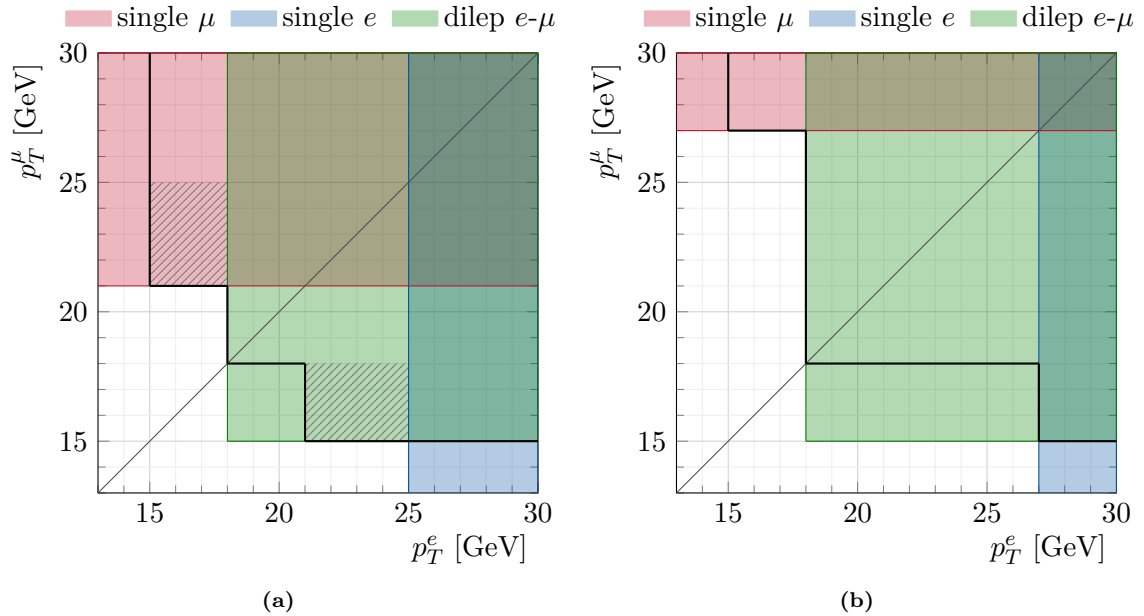 single μ single e dilep e-μ
30
25
20
15
p_T^μ [GeV]
15 20 25 30
p_T^e [GeV]
(a)
single μ single e dilep e-μ
30
25
20
15
p_T^μ [GeV]
15 20 25 30
p_T^e [GeV]
(b)